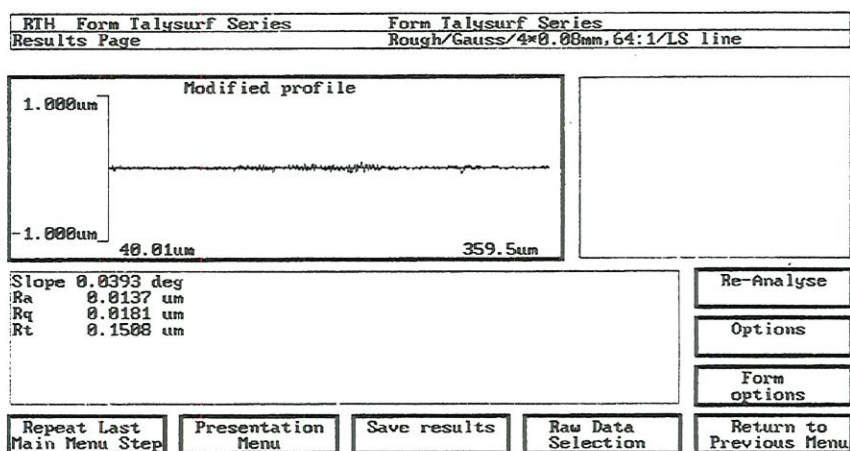 RTH Form Talysurf Series Form Talysurf Series
Results Page Rough/Gauss/4*0.08mm,64:1/LS line
Modified profile
1.000um
-1.000um
40.01um 359.5um
Slope 0.0393 deg
Ra 0.0137 um
Rq 0.0181 um
Rt 0.1508 um
Re-Analyse
Options
Form
options
Repeat Last
Main Menu Step
Presentation
Menu
Save results
Raw Data
Selection
Return to
Previous Menu